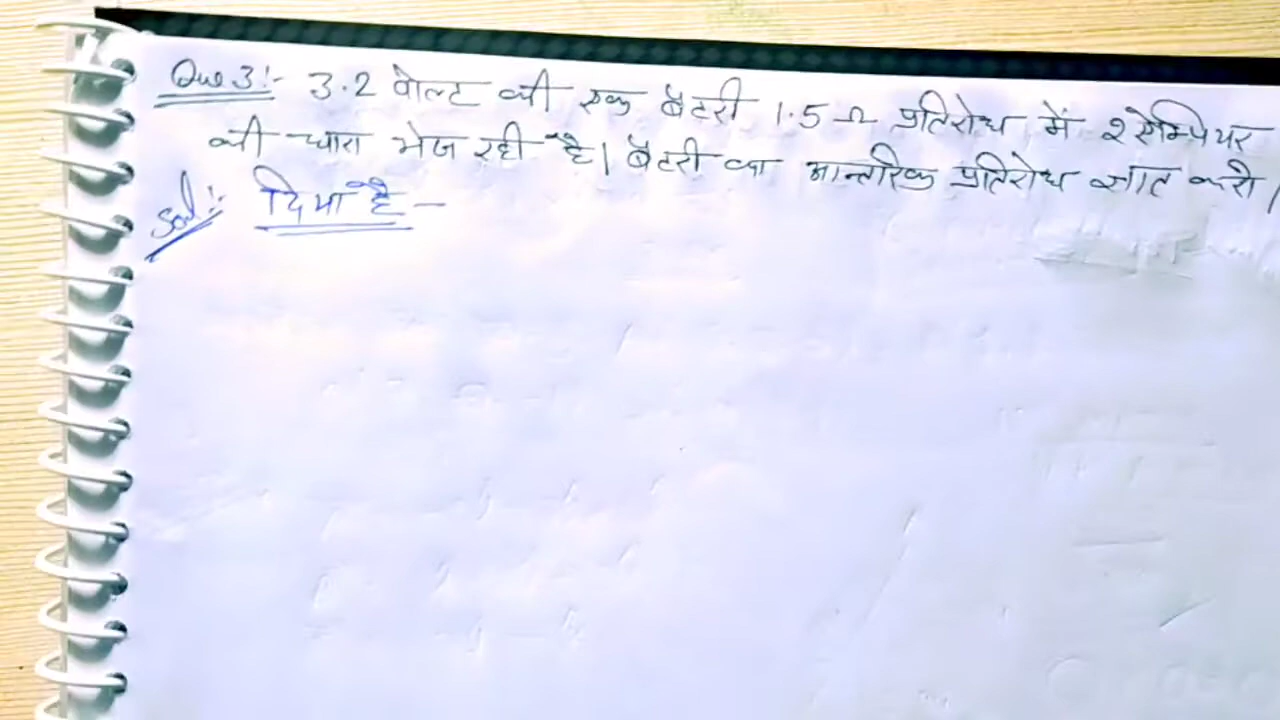 Que 3:- 3.2 वोल्ट की एक बैटरी 1.5 Ω प्रतिरोध में 2 ऐम्पियर
की धारा भेज रही है। बैटरी का आन्तरिक प्रतिरोध ज्ञात करो।
Sol:- दिया है -